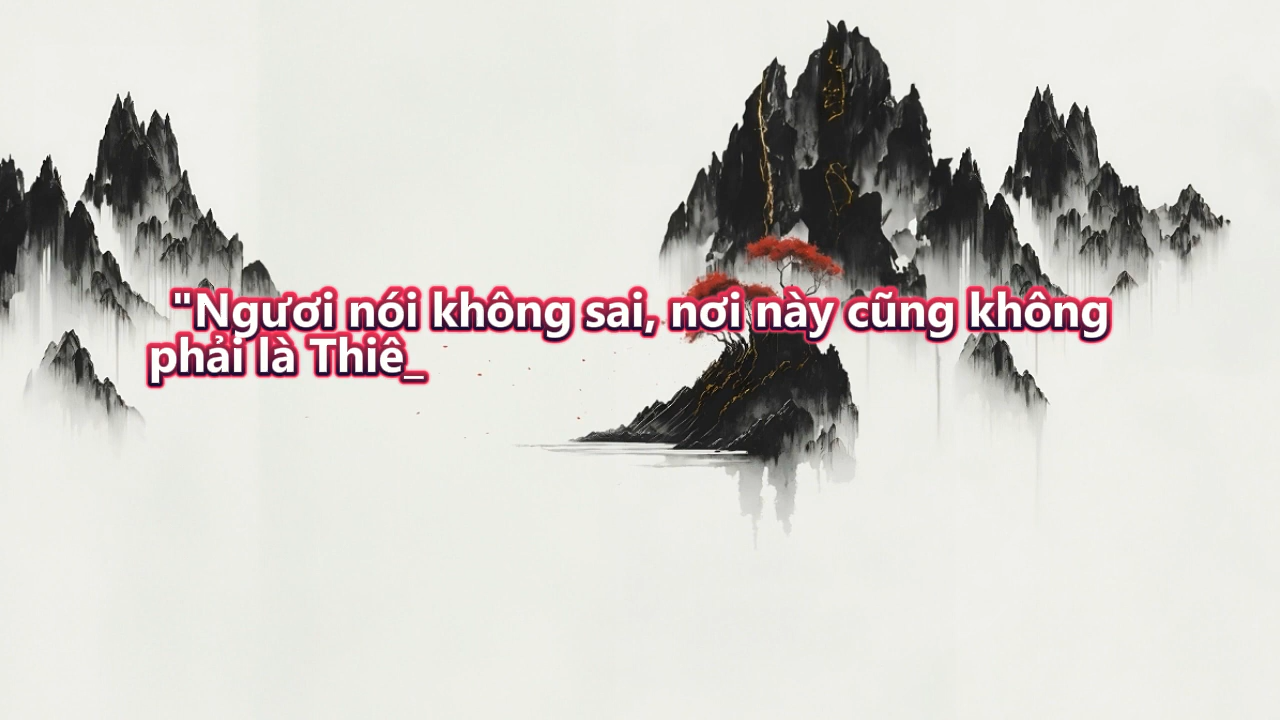 "Ngươi nói không sai, nơi này cũng không
phải là Thiê_